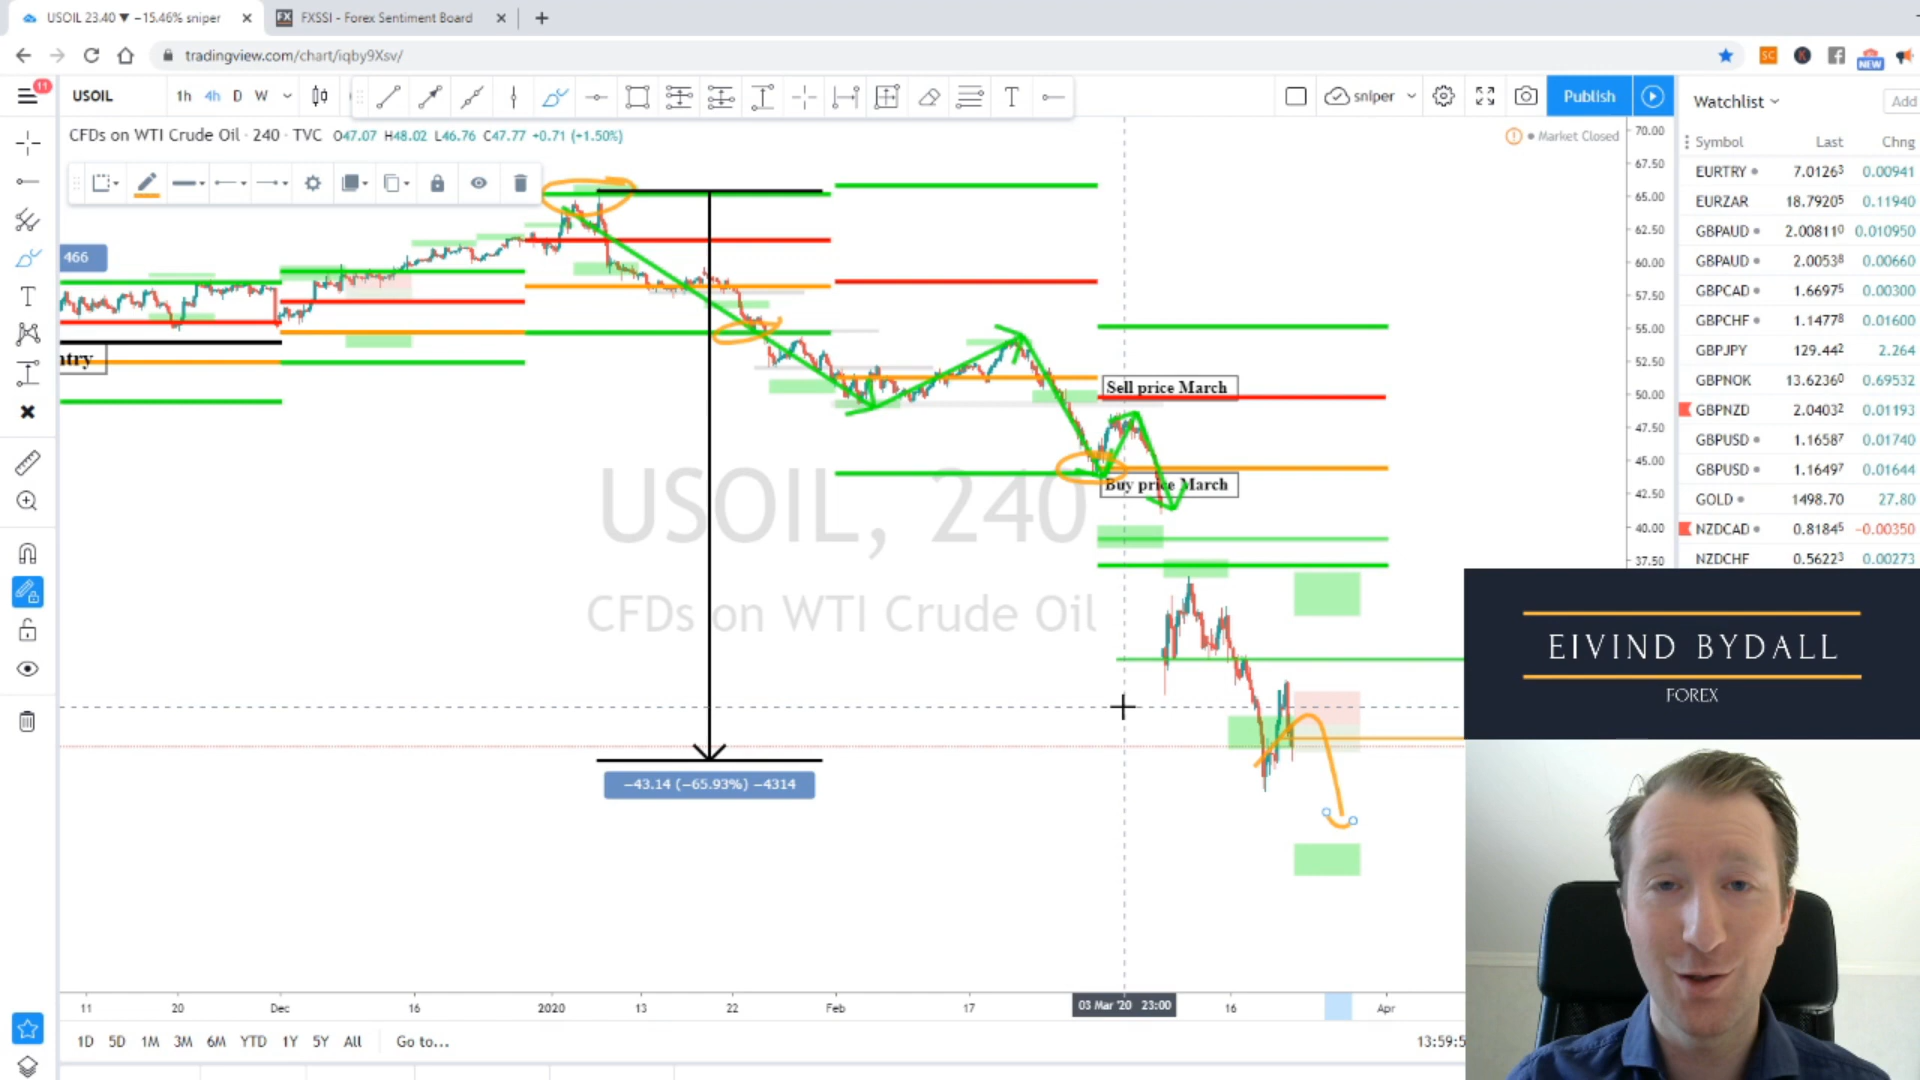 USOIL 23.40 ▼ −15.46% sniper
FXSSI - Forex Sentiment Board
tradingview.com/chart/iqby9Xsv/
NEW
11
USOIL
1h 4h D W
sniper
Publish
Watchlist
Add
CFDs on WTI Crude Oil · 240 · TVC O47.07 H48.02 L46.76 C47.77 +0.71 (+1.50%)
Market Closed
Symbol Last Chng
EURTRY 7.01263 0.00941
EURZAR 18.79205 0.11940
GBPAUD 2.008110 0.010950
GBPAUD 2.00538 0.00660
GBPCAD 1.66975 0.00300
GBPCHF 1.14778 0.01600
GBPJPY 129.442 2.264
GBPNOK 13.62360 0.69532
GBPNZD 2.04032 0.01193
GBPUSD 1.16587 0.01740
GBPUSD 1.16497 0.01644
GOLD 1498.70 27.80
NZDCAD 0.81845 −0.00350
NZDCHF 0.56223 0.00273
70.00
67.50
65.00
62.50
60.00
57.50
55.00
52.50
50.00
47.50
45.00
42.50
40.00
37.50
466
ntry
Sell price March
Buy price March
USOIL, 240
CFDs on WTI Crude Oil
−43.14 (−65.93%) −4314
EIVIND BYDALL
FOREX
11 20 Dec 16 2020 13 22 Feb 17 03 Mar '20 23:00 16 Apr
1D 5D 1M 3M 6M YTD 1Y 5Y All Go to...
13:59:5